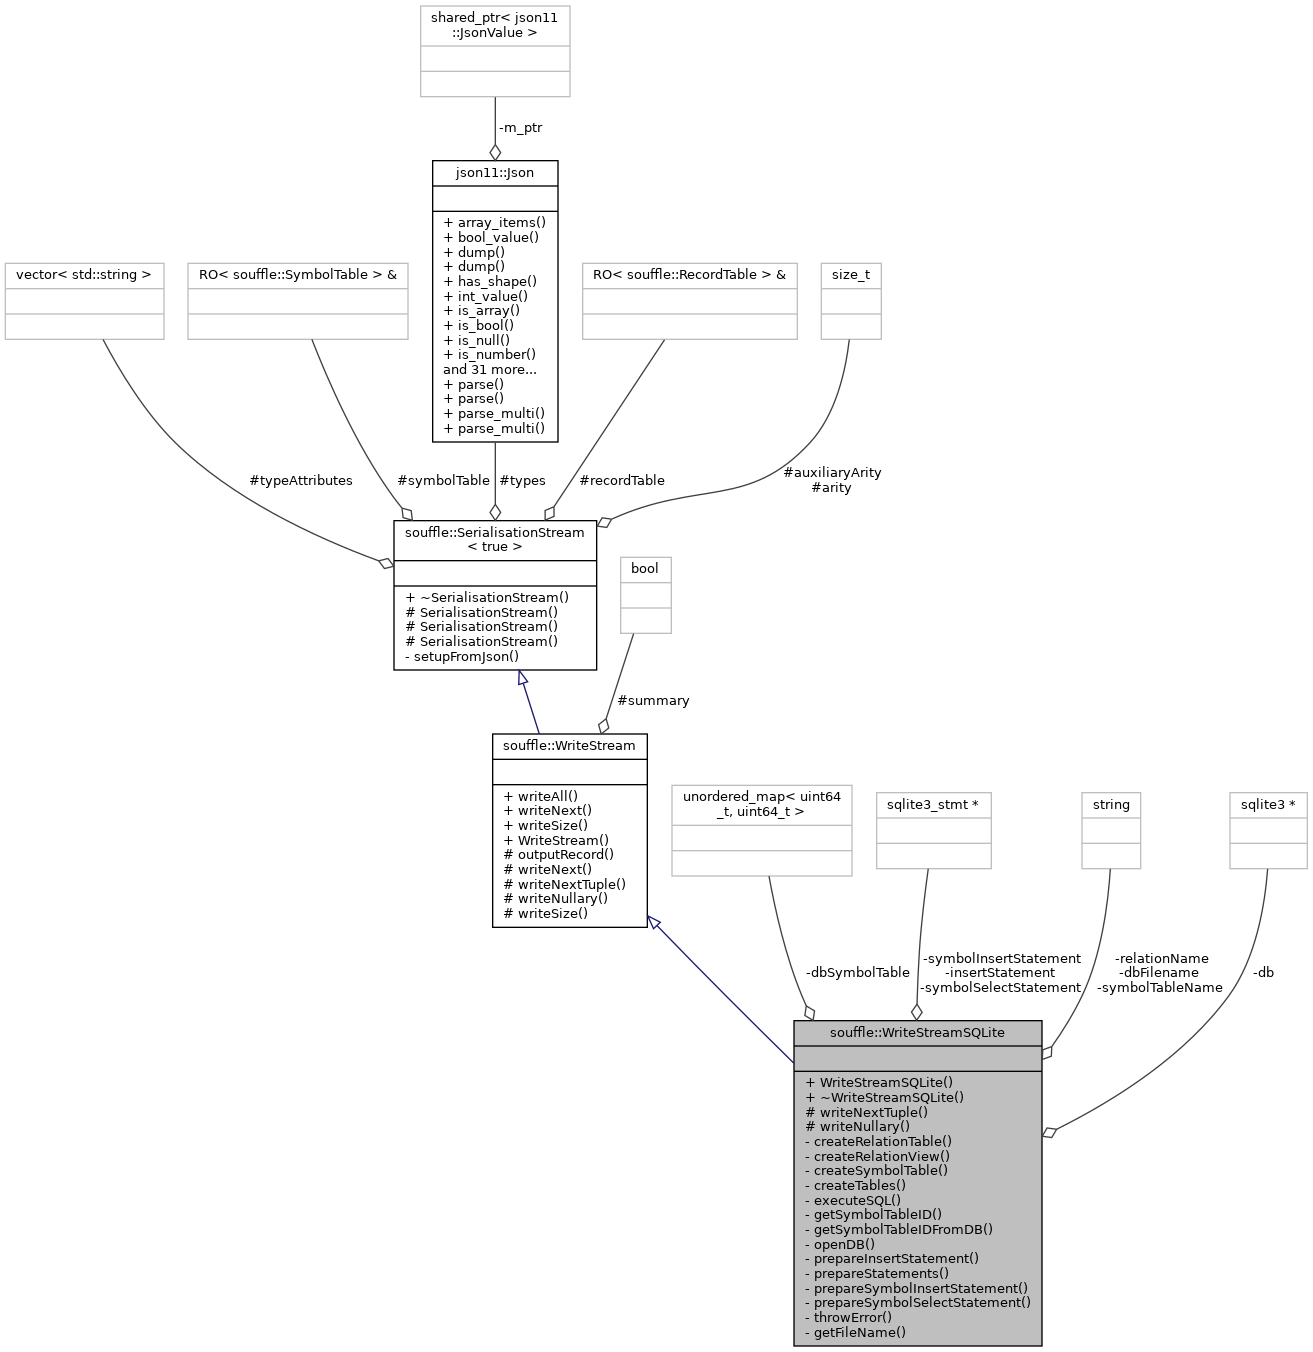 shared_ptr< json11
::JsonValue >
-m_ptr
json11::Json
+ array_items()
+ bool_value()
+ dump()
+ dump()
+ has_shape()
+ int_value()
+ is_array()
+ is_bool()
+ is_null()
+ is_number()
and 31 more...
+ parse()
+ parse()
+ parse_multi()
+ parse_multi()
vector< std::string >
RO< souffle::SymbolTable > &
RO< souffle::RecordTable > &
size_t
#typeAttributes
#symbolTable
#types
#recordTable
#auxiliaryArity
#arity
souffle::SerialisationStream
< true >
+ ~SerialisationStream()
# SerialisationStream()
# SerialisationStream()
# SerialisationStream()
- setupFromJson()
bool
#summary
souffle::WriteStream
+ writeAll()
+ writeNext()
+ writeSize()
+ WriteStream()
# outputRecord()
# writeNext()
# writeNextTuple()
# writeNullary()
# writeSize()
unordered_map< uint64
_t, uint64_t >
sqlite3_stmt *
string
sqlite3 *
-dbSymbolTable
-symbolInsertStatement
-insertStatement
-symbolSelectStatement
-relationName
-dbFilename
-symbolTableName
-db
souffle::WriteStreamSQLite
+ WriteStreamSQLite()
+ ~WriteStreamSQLite()
# writeNextTuple()
# writeNullary()
- createRelationTable()
- createRelationView()
- createSymbolTable()
- createTables()
- executeSQL()
- getSymbolTableID()
- getSymbolTableIDFromDB()
- openDB()
- prepareInsertStatement()
- prepareStatements()
- prepareSymbolInsertStatement()
- prepareSymbolSelectStatement()
- throwError()
- getFileName()